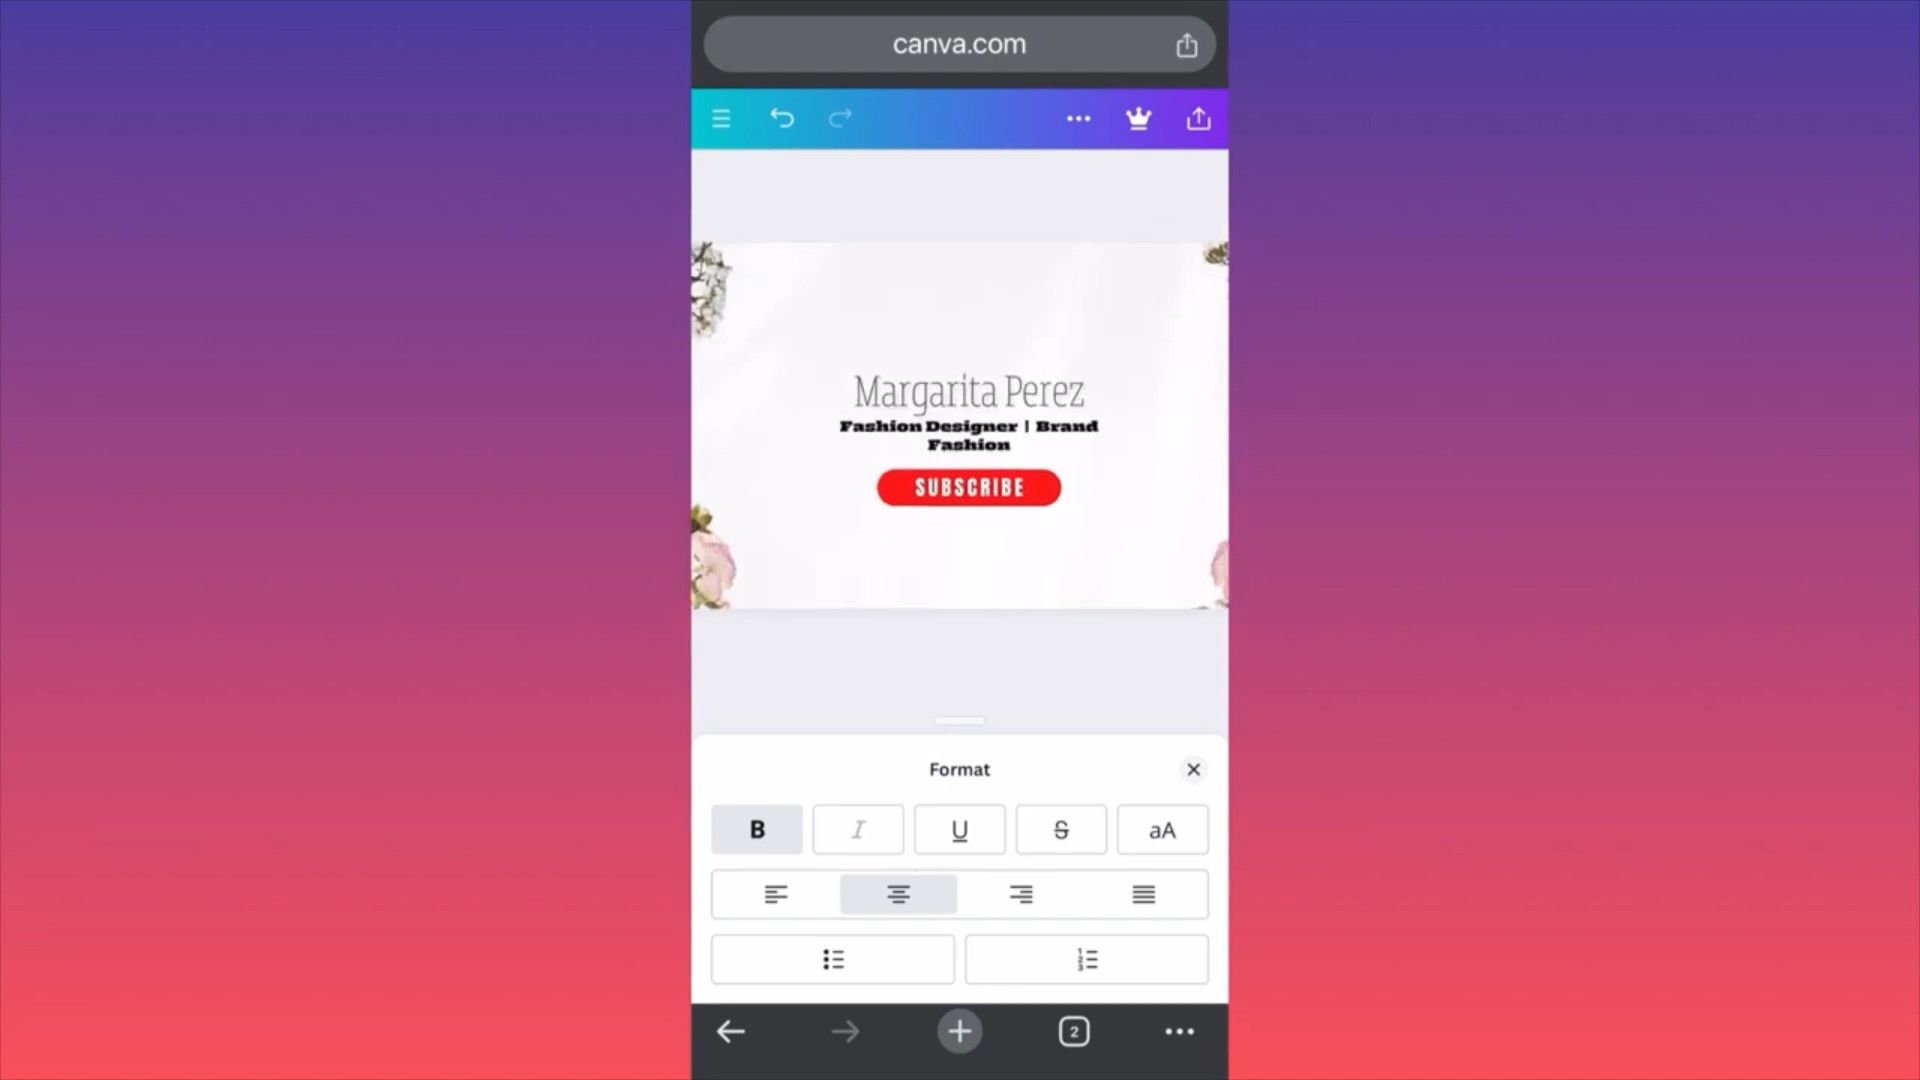 canva.com
Margarita Perez
Fashion Designer | Brand
Fashion
SUBSCRIBE
Format
B I U S aA
2